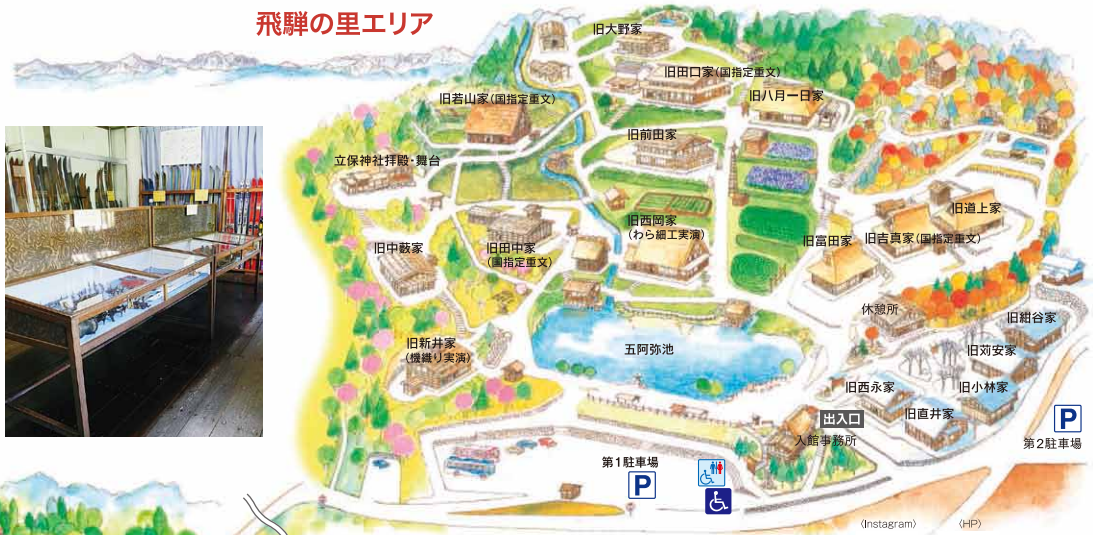 飛騨の里エリア
旧大野家
旧田口家(国指定重文)
旧八月一日家
旧若山家(国指定重文)
旧前田家
立保神社拝殿・舞台
旧道上家
旧西岡家
(わら細工実演)
旧中藪家
旧田中家
(国指定重文)
旧富田家
旧吉真家(国指定重文)
休憩所
旧紺谷家
旧新井家
(機織り実演)
五阿弥池
旧苅安家
旧西永家
旧小林家
旧直井家
出入口
入館事務所
P
第2駐車場
第1駐車場
P
〈Instagram〉
〈HP〉